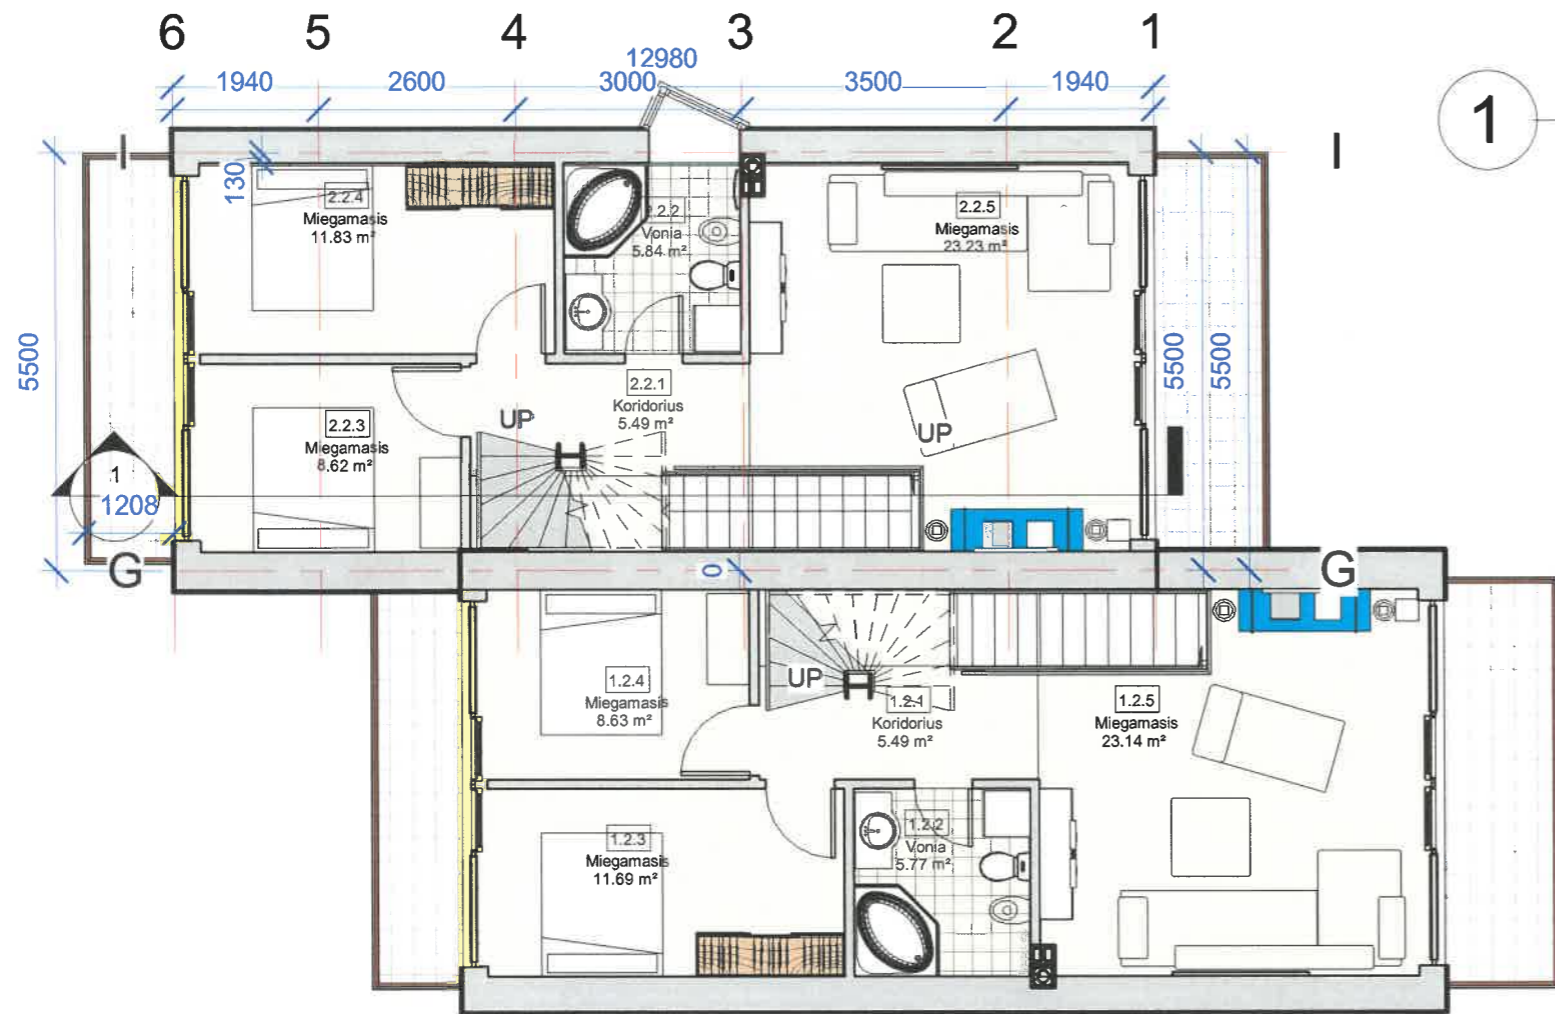 6 5 4 3 2 1
12980
1940 2600 3000 3500 1940
1
I I
130
2.2.4
Miegamasis
11.83 m²
2.2.2
Vonia
5.84 m²
2.2.5
Miegamasis
23.23 m²
5500
5500
5500
2.2.1
Koridorius
5.49 m²
UP
UP
2.2.3
Miegamasis
8.62 m²
1
1208
G
0
G
1.2.4
Miegamasis
8.63 m²
UP
1.2.1
Koridorius
5.49 m²
1.2.5
Miegamasis
23.14 m²
1.2.3
Miegamasis
11.69 m²
1.2.2
Vonia
5.77 m²